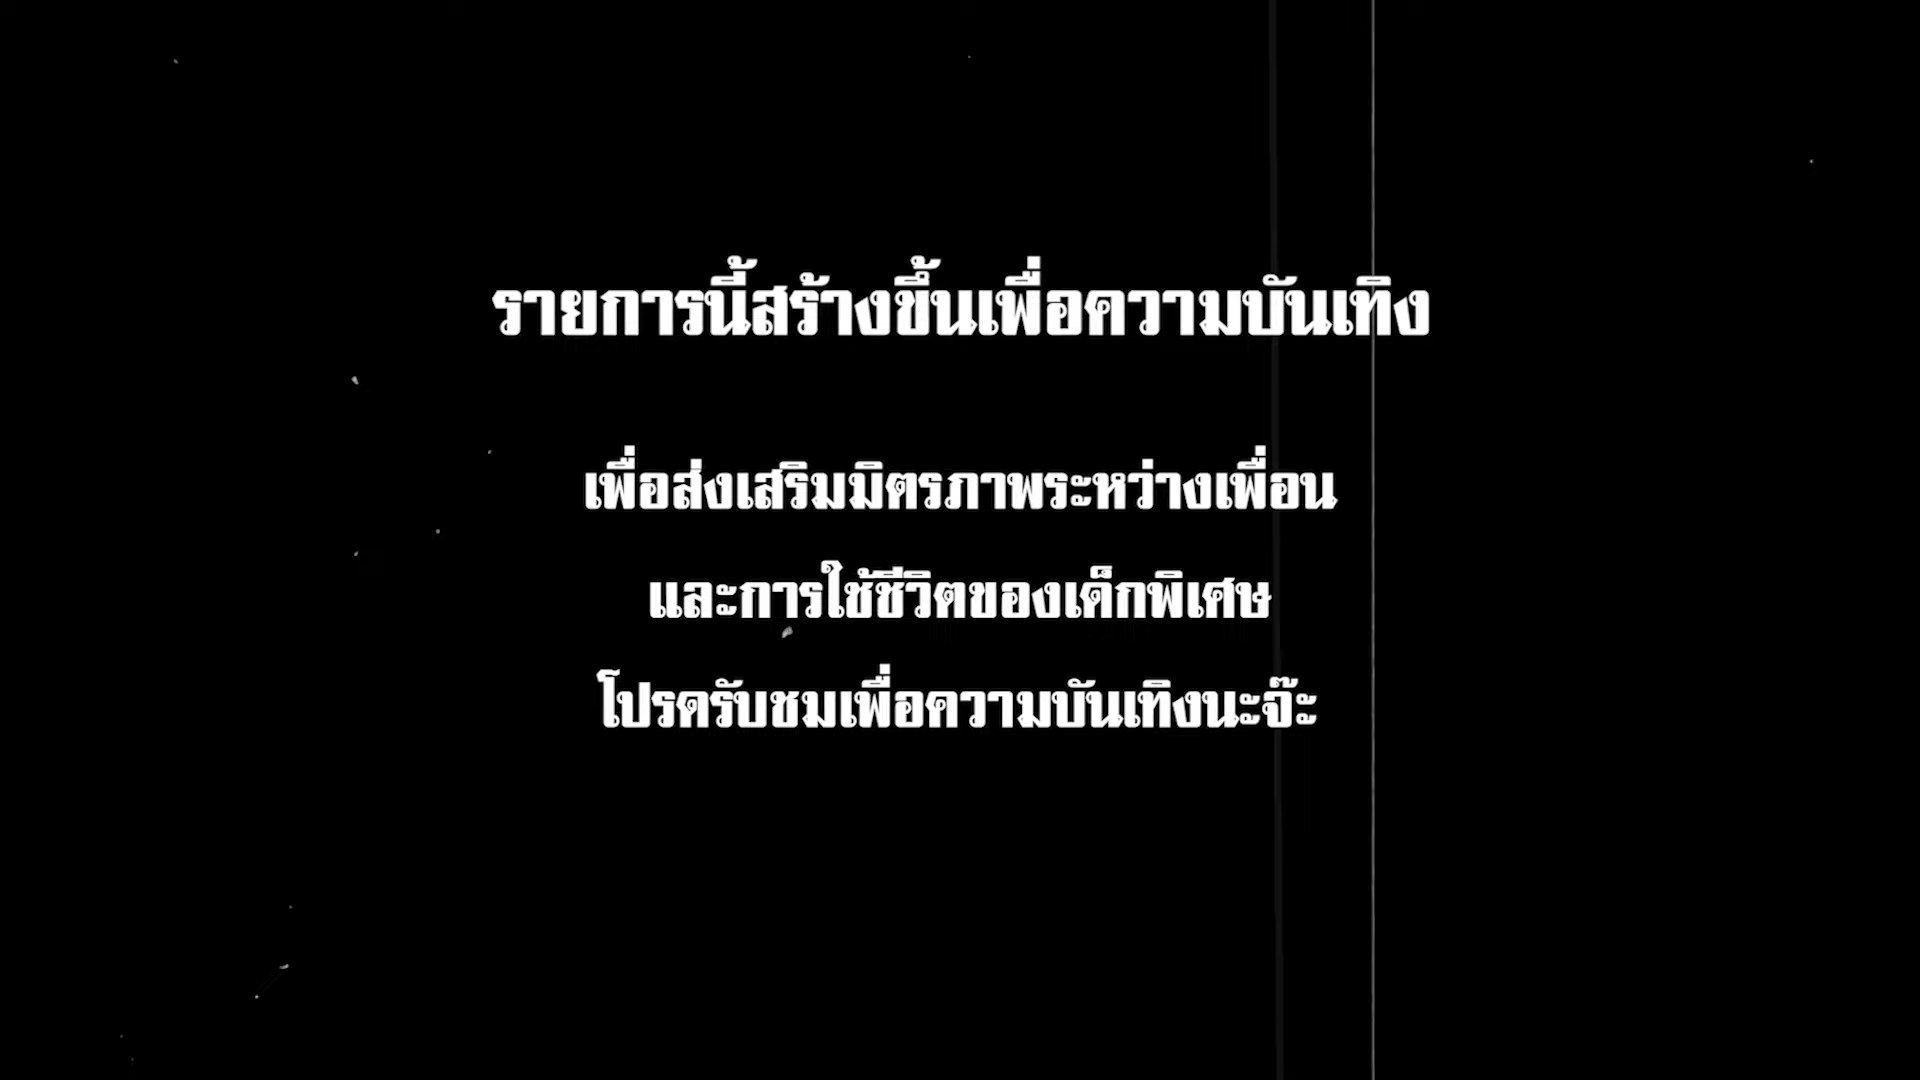 รายการนี้สร้างขึ้นเพื่อความบันเทิง
เพื่อส่งเสริมมิตรภาพระหว่างเพื่อน
และการใช้ชีวิตของเด็กพิเศษ
โปรดรับชมเพื่อความบันเทิงนะจ๊ะ